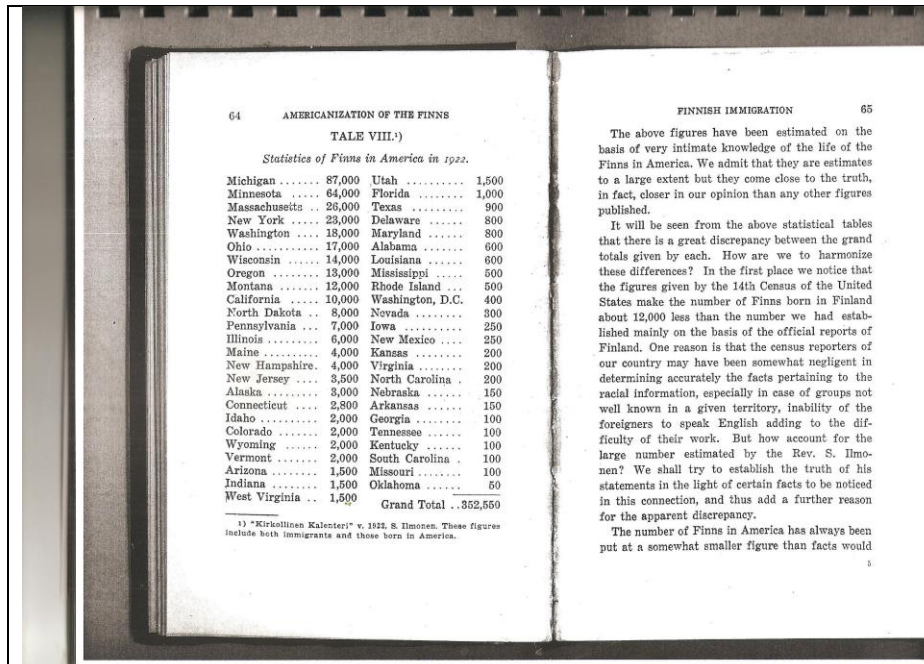 64 AMERICANIZATION OF THE FINNS
TALE VIII.¹)
Statistics of Finns in America in 1922.
Michigan ....... 87,000
Minnesota ..... 64,000
Massachusetts .. 26,000
New York ..... 23,000
Washington .... 18,000
Ohio ........... 17,000
Wisconsin ...... 14,000
Oregon ........ 13,000
Montana ....... 12,000
California ..... 10,000
North Dakota .. 8,000
Pennsylvania ... 7,000
Illinois ......... 6,000
Maine .......... 4,000
New Hampshire. 4,000
New Jersey .... 3,500
Alaska ......... 3,000
Connecticut .... 2,800
Idaho .......... 2,000
Colorado ....... 2,000
Wyoming ...... 2,000
Vermont ....... 2,000
Arizona ........ 1,500
Indiana ........ 1,500
West Virginia .. 1,500
Utah .......... 1,500
Florida ........ 1,000
Texas ......... 900
Delaware ...... 800
Maryland ...... 800
Alabama ...... 600
Louisiana ...... 600
Mississippi ..... 500
Rhode Island ... 500
Washington, D.C. 400
Nevada ........ 300
Iowa .......... 250
New Mexico .... 250
Kansas ........ 200
Virginia ........ 200
North Carolina . 200
Nebraska ...... 150
Arkansas ...... 150
Georgia ....... 100
Tennessee ...... 100
Kentucky ...... 100
South Carolina . 100
Missouri ....... 100
Oklahoma ...... 50
Grand Total ..352,550
¹) "Kirkollinen Kalenteri" v. 1923, S. Ilmonen. These figures
include both immigrants and those born in America.
FINNISH IMMIGRATION 65
The above figures have been estimated on the
basis of very intimate knowledge of the life of the
Finns in America. We admit that they are estimates
to a large extent but they come close to the truth,
in fact, closer in our opinion than any other figures
published.
It will be seen from the above statistical tables
that there is a great discrepancy between the grand
totals given by each. How are we to harmonize
these differences? In the first place we notice that
the figures given by the 14th Census of the United
States make the number of Finns born in Finland
about 12,000 less than the number we had estab-
lished mainly on the basis of the official reports of
Finland. One reason is that the census reporters of
our country may have been somewhat negligent in
determining accurately the facts pertaining to the
racial information, especially in case of groups not
well known in a given territory, inability of the
foreigners to speak English adding to the dif-
ficulty of their work. But how account for the
large number estimated by the Rev. S. Ilmo-
nen? We shall try to establish the truth of his
statements in the light of certain facts to be noticed
in this connection, and thus add a further reason
for the apparent discrepancy.
The number of Finns in America has always been
put at a somewhat smaller figure than facts would
5